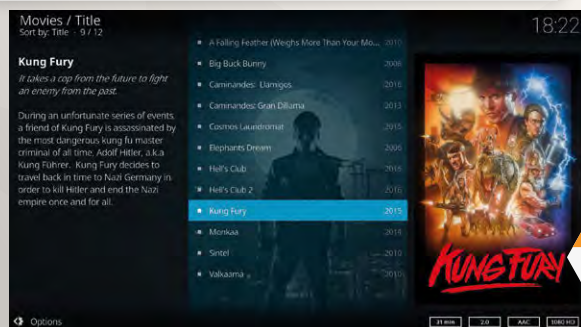 Movies / Title
Sort by: Title · 9 / 12
18:22
Kung Fury
It takes a cop from the future to fight
an enemy from the past.
During an unfortunate series of events
a friend of Kung Fury is assassinated by
the most dangerous kung fu master
criminal of all time, Adolf Hitler, a.k.a
Kung Führer. Kung Fury decides to
travel back in time to Nazi Germany in
order to kill Hitler and end the Nazi
empire once and for all.
A Falling Feather (Weighs More Than Your Mo... 2010
Big Buck Bunny 2008
Caminandes: Llamigos 2016
Caminandes: Gran Dillama 2013
Cosmos Laundromat 2015
Elephants Dream 2006
Hell's Club 2015
Hell's Club 2 2016
Kung Fury 2015
Monkaa 2014
Sintel 2010
Valkaama 2010
KUNG FURY
Options
31 min 2.0 AAC 1080 HD